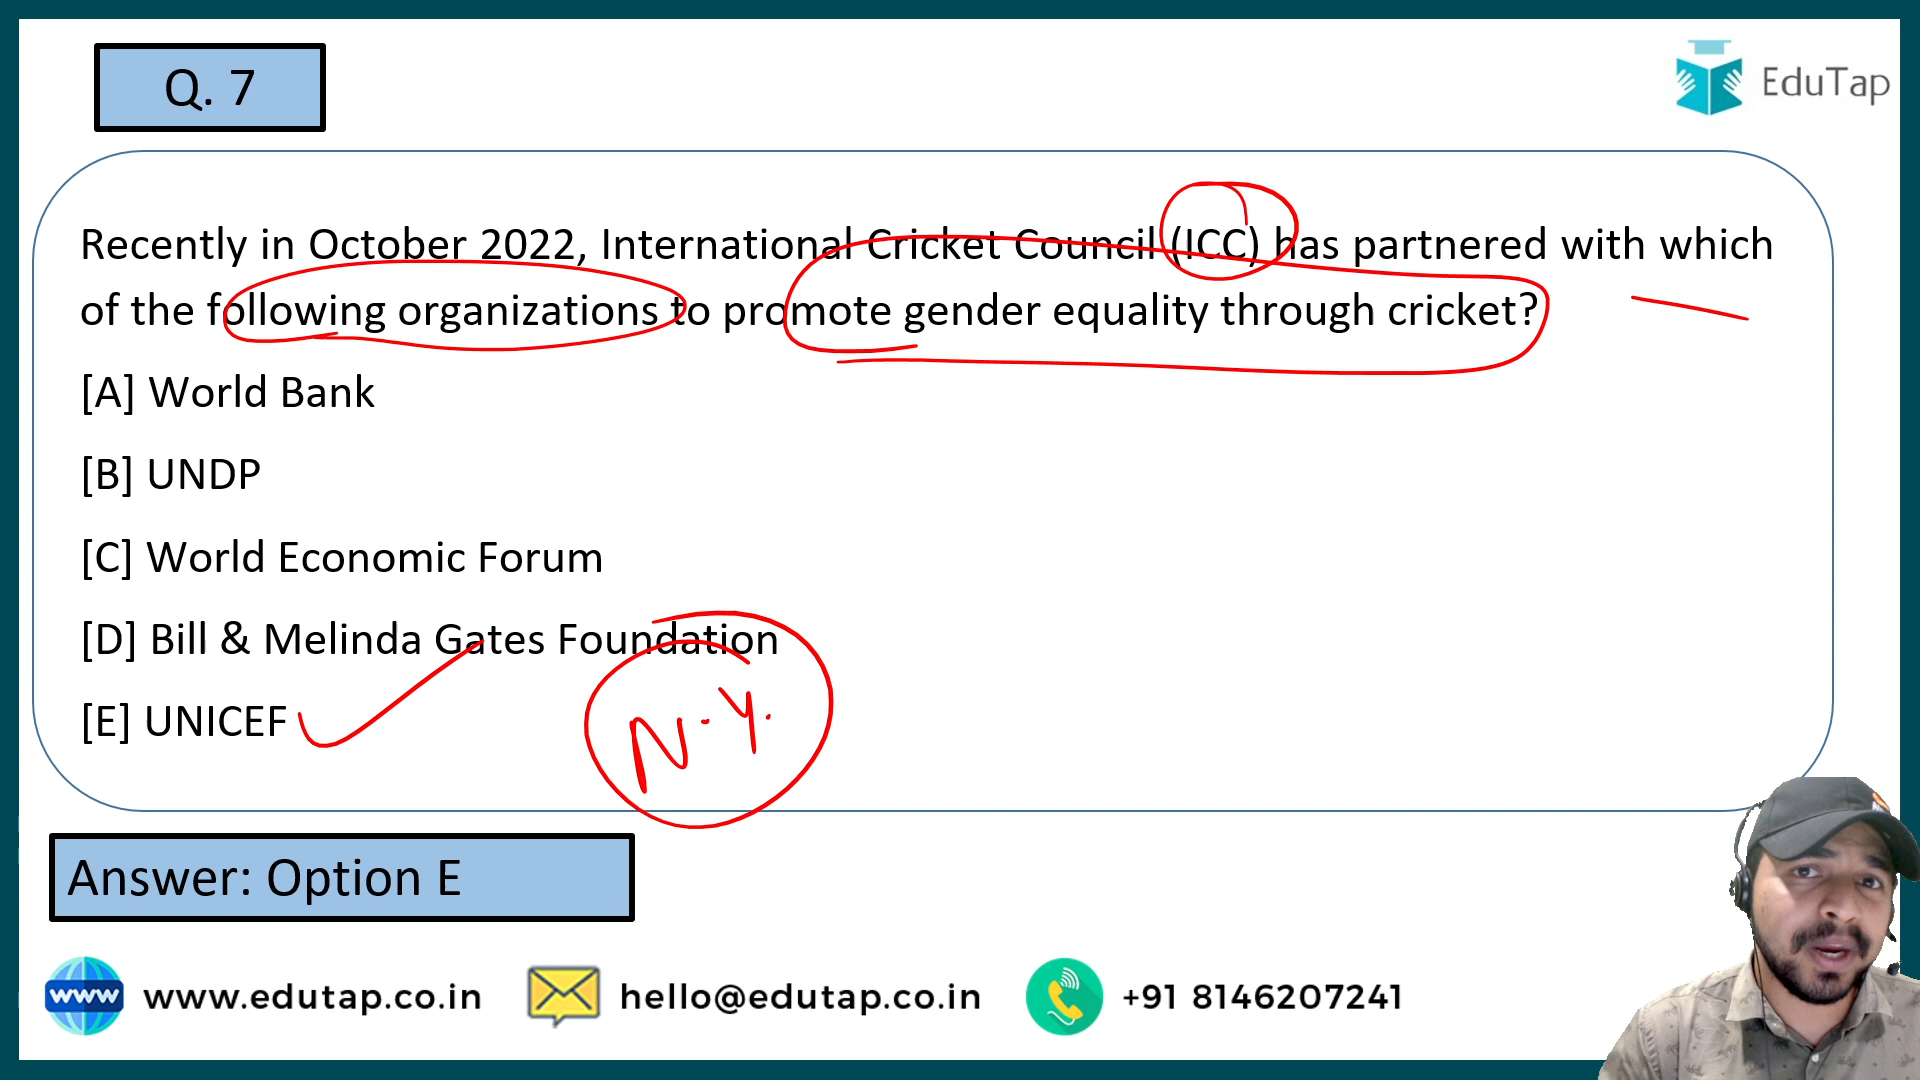 Q. 7
EduTap
Recently in October 2022, International Cricket Council (ICC) has partnered with which
of the following organizations to promote gender equality through cricket?
[A] World Bank
[B] UNDP
[C] World Economic Forum
[D] Bill & Melinda Gates Foundation
[E] UNICEF
N.Y.
Answer: Option E
www www.edutap.co.in hello@edutap.co.in +91 8146207241